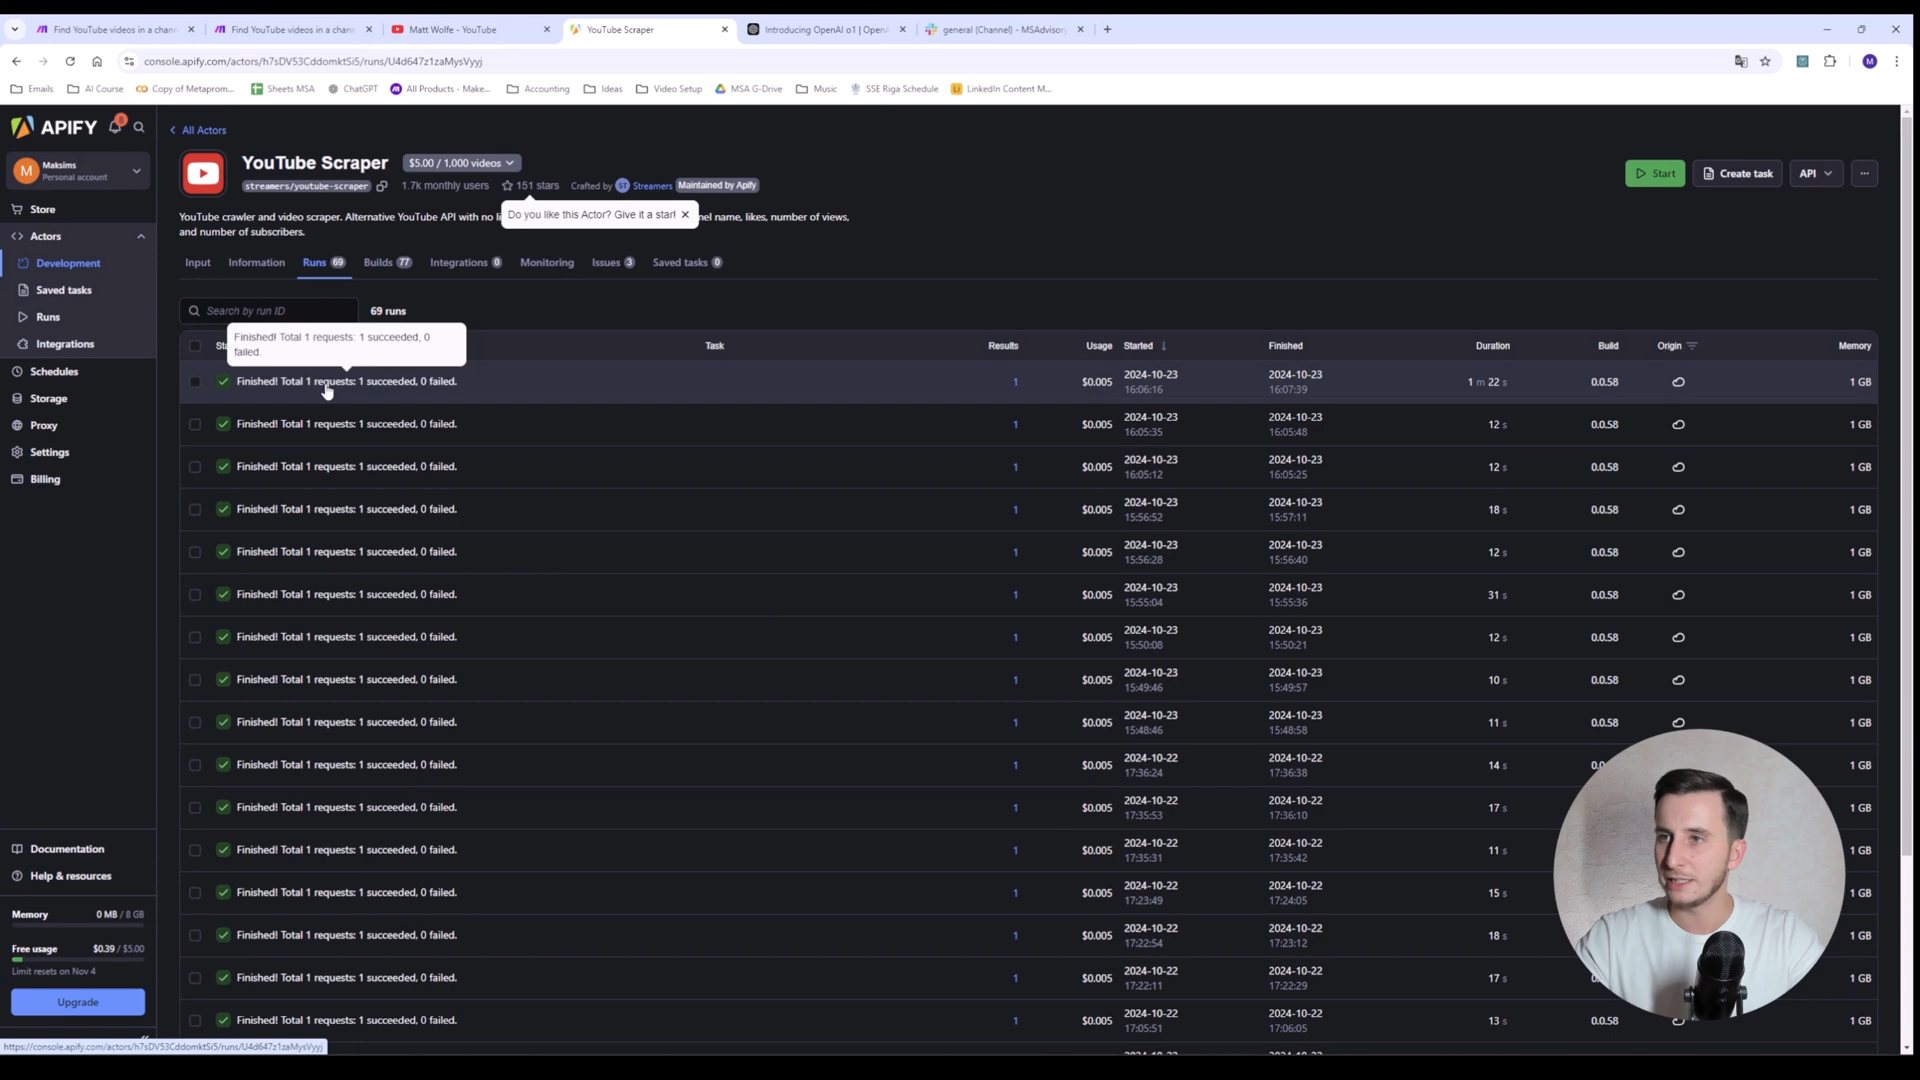 Find YouTube videos in a chann
Find YouTube videos in a chann
Matt Wolfe - YouTube
YouTube Scraper
Introducing OpenAI o1 | OpenA
general (Channel) - MSAdvisory
console.apify.com/actors/h7sDV53CddomktSi5/runs/U4d647z1zaMysVyyj
M
Emails
AI Course
Copy of Metaprom...
Sheets MSA
ChatGPT
All Products - Make...
Accounting
Ideas
Video Setup
MSA G-Drive
Music
SSE Riga Schedule
LinkedIn Content M...
APIFY
8
M
Maksims
Personal account
Store
Actors
Development
Saved tasks
Runs
Integrations
Schedules
Storage
Proxy
Settings
Billing
Documentation
Help & resources
Memory 0 MB / 8 GB
Free usage $0.39 / $5.00
Limit resets on Nov 4
Upgrade
All Actors
YouTube Scraper $5.00 / 1,000 videos
streamers/youtube-scraper 1.7k monthly users 151 stars Crafted by ST Streamers Maintained by Apify
Start
Create task
API
YouTube crawler and video scraper. Alternative YouTube API with no li
Do you like this Actor? Give it a star!
nel name, likes, number of views,
and number of subscribers.
Input Information Runs 69 Builds 77 Integrations 0 Monitoring Issues 3 Saved tasks 0
Search by run ID
69 runs
Finished! Total 1 requests: 1 succeeded, 0
failed.
Sta Task Results Usage Started Finished Duration Build Origin Memory
Finished! Total 1 requests: 1 succeeded, 0 failed. 1 $0.005 2024-10-23 2024-10-23 1 m 22 s 0.0.58 1 GB
16:06:16 16:07:39
Finished! Total 1 requests: 1 succeeded, 0 failed. 1 $0.005 2024-10-23 2024-10-23 12 s 0.0.58 1 GB
16:05:35 16:05:48
Finished! Total 1 requests: 1 succeeded, 0 failed. 1 $0.005 2024-10-23 2024-10-23 12 s 0.0.58 1 GB
16:05:12 16:05:25
Finished! Total 1 requests: 1 succeeded, 0 failed. 1 $0.005 2024-10-23 2024-10-23 18 s 0.0.58 1 GB
15:56:52 15:57:11
Finished! Total 1 requests: 1 succeeded, 0 failed. 1 $0.005 2024-10-23 2024-10-23 12 s 0.0.58 1 GB
15:56:28 15:56:40
Finished! Total 1 requests: 1 succeeded, 0 failed. 1 $0.005 2024-10-23 2024-10-23 31 s 0.0.58 1 GB
15:55:04 15:55:36
Finished! Total 1 requests: 1 succeeded, 0 failed. 1 $0.005 2024-10-23 2024-10-23 12 s 0.0.58 1 GB
15:50:08 15:50:21
Finished! Total 1 requests: 1 succeeded, 0 failed. 1 $0.005 2024-10-23 2024-10-23 10 s 0.0.58 1 GB
15:49:46 15:49:57
Finished! Total 1 requests: 1 succeeded, 0 failed. 1 $0.005 2024-10-23 2024-10-23 11 s 0.0.58 1 GB
15:48:46 15:48:58
Finished! Total 1 requests: 1 succeeded, 0 failed. 1 $0.005 2024-10-22 2024-10-22 14 s 0.0 1 GB
17:36:24 17:36:38
Finished! Total 1 requests: 1 succeeded, 0 failed. 1 $0.005 2024-10-22 2024-10-22 17 s 1 GB
17:35:53 17:36:10
Finished! Total 1 requests: 1 succeeded, 0 failed. 1 $0.005 2024-10-22 2024-10-22 11 s 1 GB
17:35:31 17:35:42
Finished! Total 1 requests: 1 succeeded, 0 failed. 1 $0.005 2024-10-22 2024-10-22 15 s 1 GB
17:23:49 17:24:05
Finished! Total 1 requests: 1 succeeded, 0 failed. 1 $0.005 2024-10-22 2024-10-22 18 s 1 GB
17:22:54 17:23:12
Finished! Total 1 requests: 1 succeeded, 0 failed. 1 $0.005 2024-10-22 2024-10-22 17 s 1 GB
17:22:11 17:22:29
Finished! Total 1 requests: 1 succeeded, 0 failed. 1 $0.005 2024-10-22 2024-10-22 13 s 0.0.58 1 GB
17:05:51 17:06:05
https://console.apify.com/actors/h7sDV53CddomktSi5/runs/U4d647z1zaMysVyyj